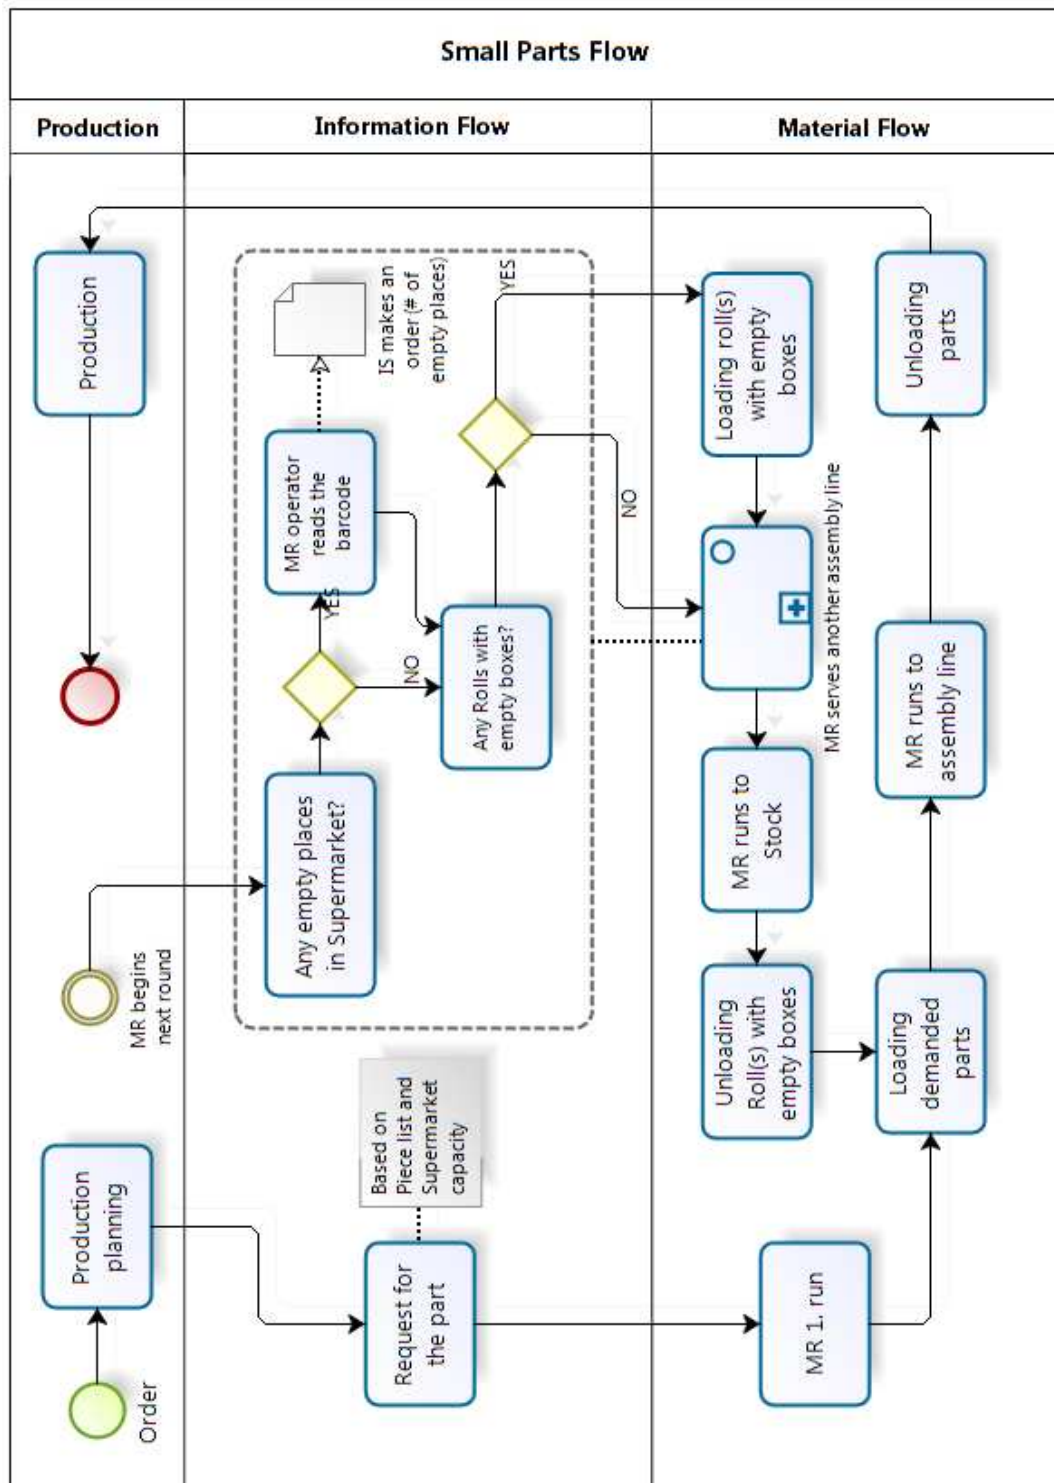 Small Parts Flow
Production
Information Flow
Material Flow
Order
Production
planning
MR begins
next round
Production
Request for
the part
Based on
Piece list and
Supermarket
capacity
Any empty places
in Supermarket?
YES
NO
MR operator
reads the
barcode
IS makes an
order (# of
empty places)
Any Rolls with
empty boxes?
YES
NO
Loading roll(s)
with empty
boxes
MR serves another assembly line
MR runs to
Stock
Unloading
Roll(s) with
empty boxes
MR 1. run
Loading
demanded
parts
MR runs to
assembly line
Unloading
parts